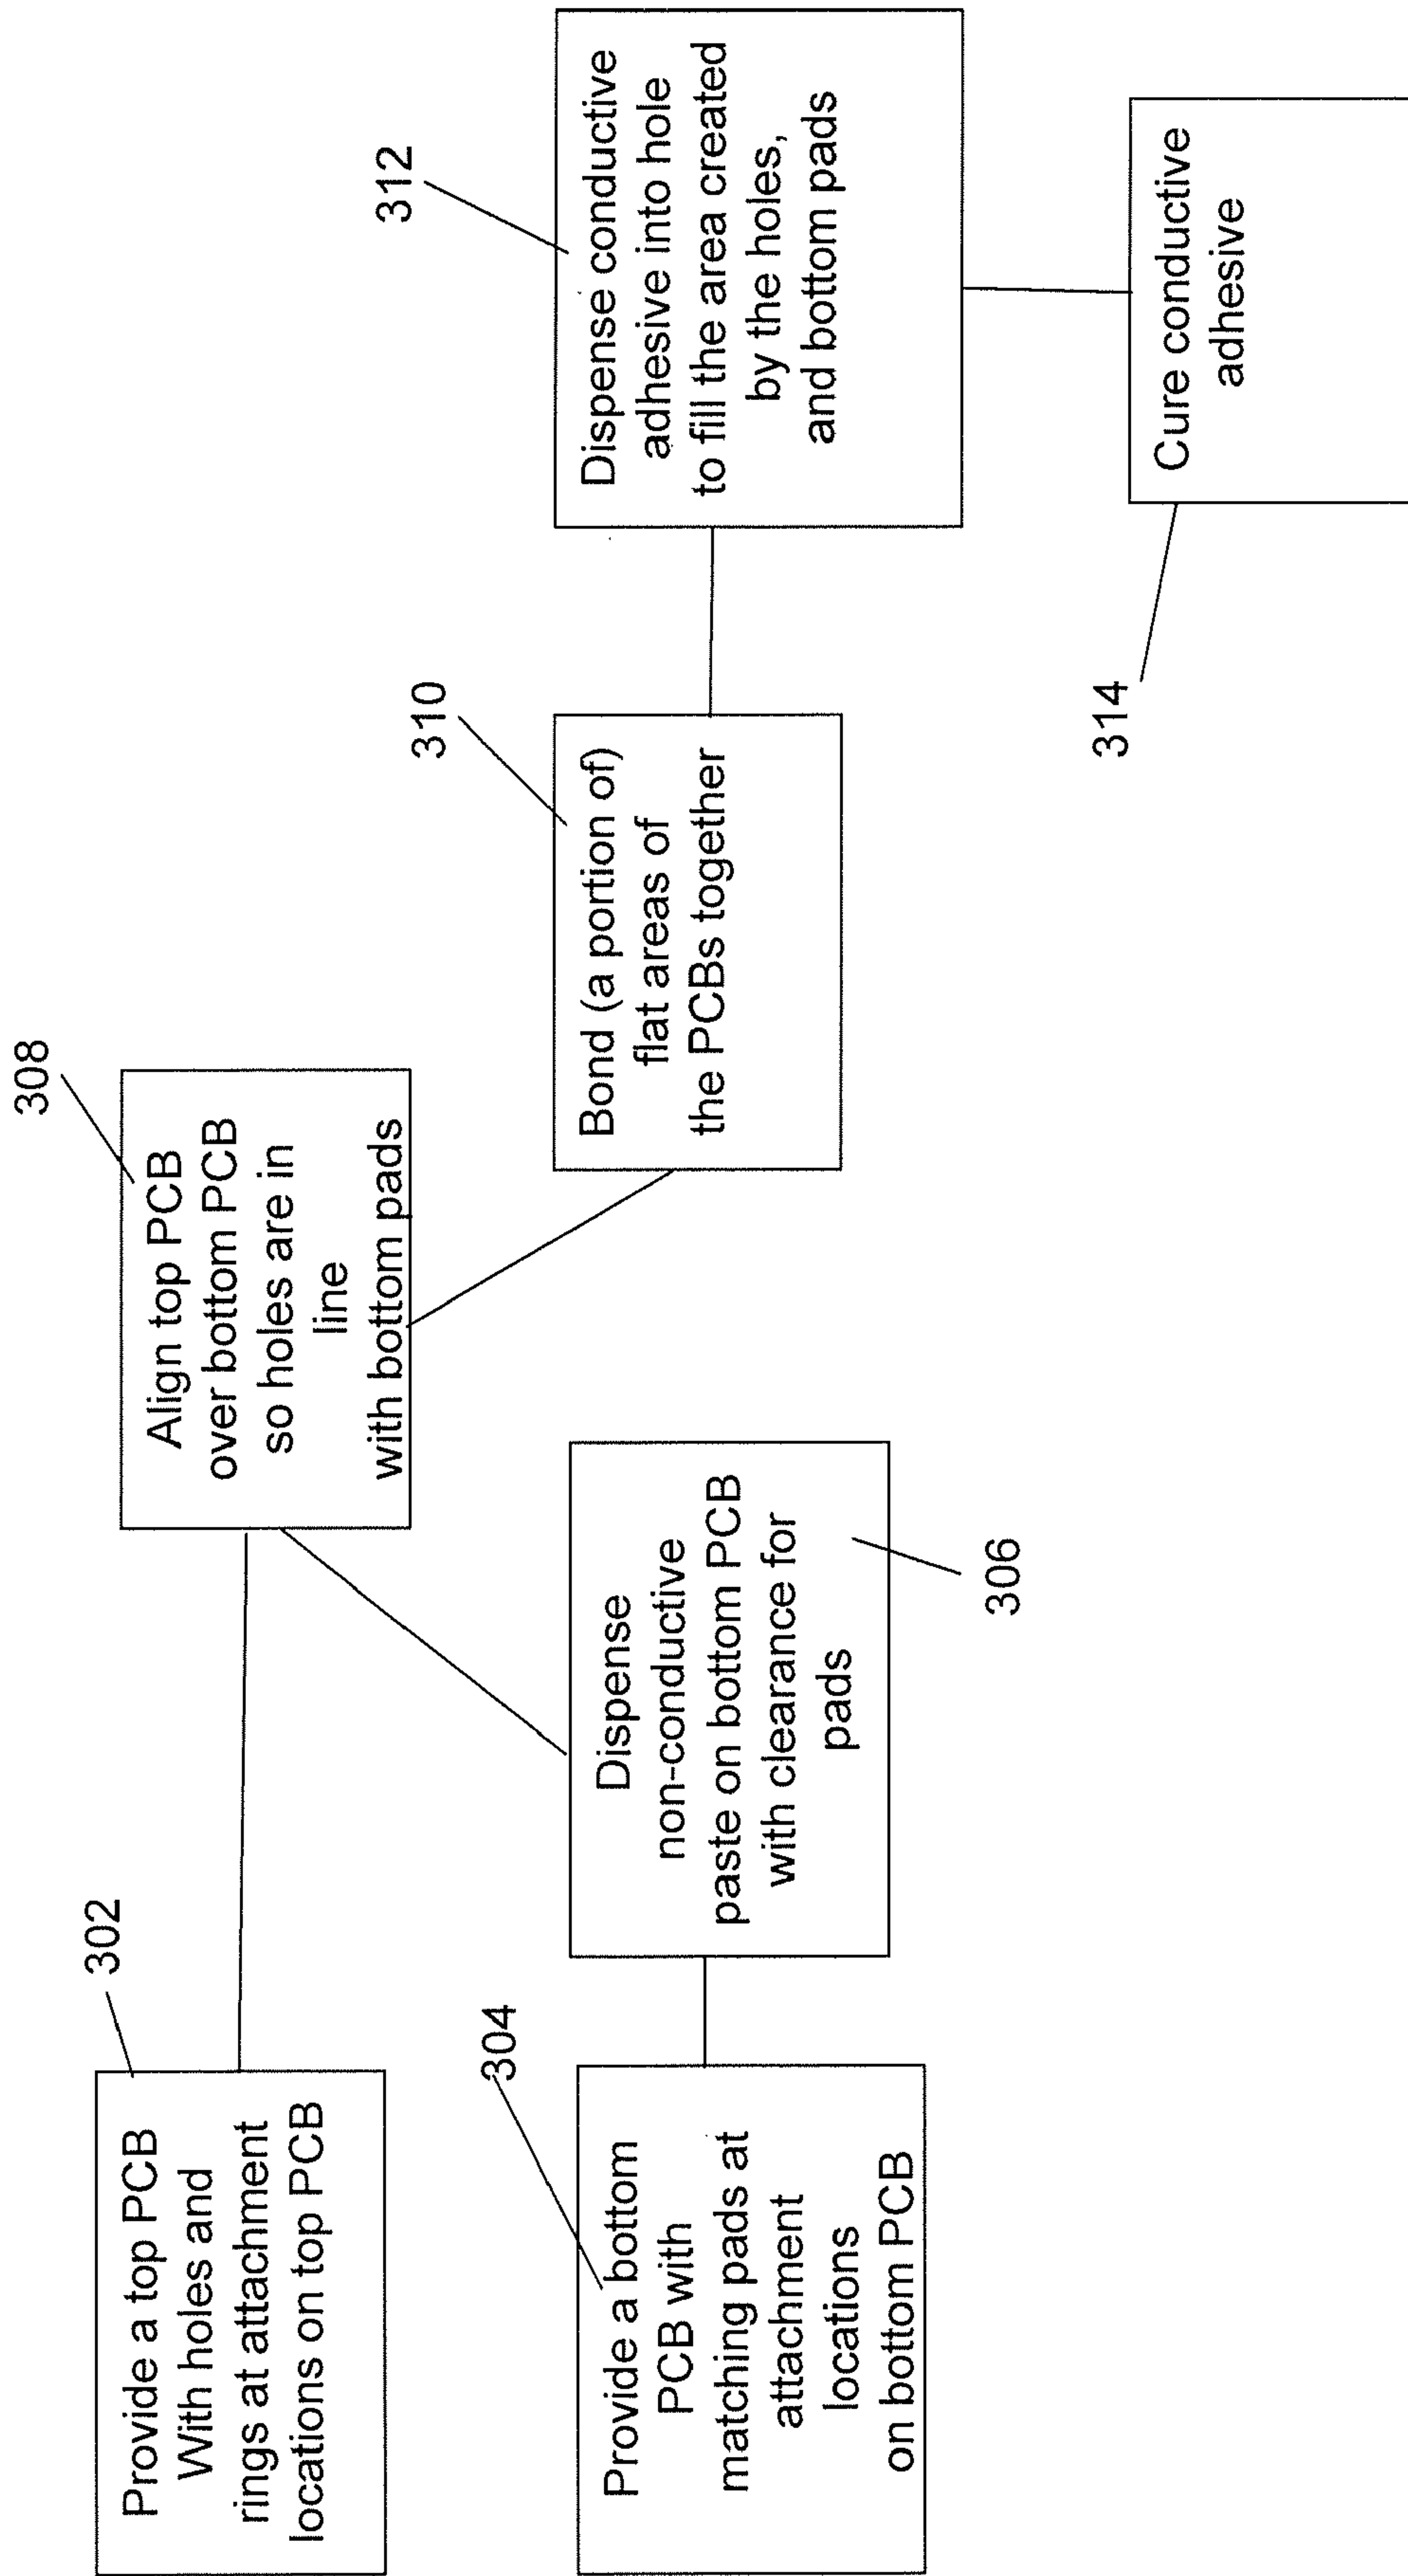 302
Provide a top PCB
With holes and
rings at attachment
locations on top PCB
304
Provide a bottom
PCB with
matching pads at
attachment
locations
on bottom PCB
306
Dispense
non-conductive
paste on bottom PCB
with clearance for
pads
308
Align top PCB
over bottom PCB
so holes are in
line
with bottom pads
310
Bond (a portion of)
flat areas of
the PCBs together
312
Dispense conductive
adhesive into hole
to fill the area created
by the holes,
and bottom pads
314
Cure conductive
adhesive